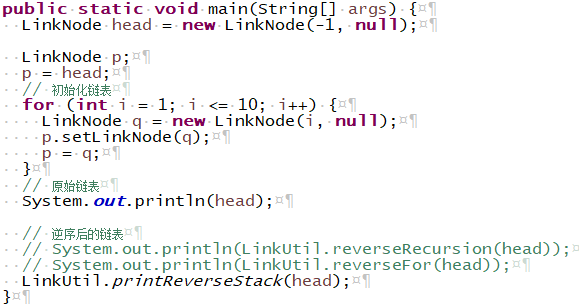 public static void main(String[] args) {
LinkNode head = new LinkNode(-1, null);
LinkNode p;
p = head;
// 初始化链表
for (int i = 1; i <= 10; i++) {
LinkNode q = new LinkNode(i, null);
p.setLinkNode(q);
p = q;
}
// 原始链表
System.out.println(head);
// 逆序后的链表
// System.out.println(LinkUtil.reverseRecursion(head));
// System.out.println(LinkUtil.reverseFor(head));
LinkUtil.printReverseStack(head);
}